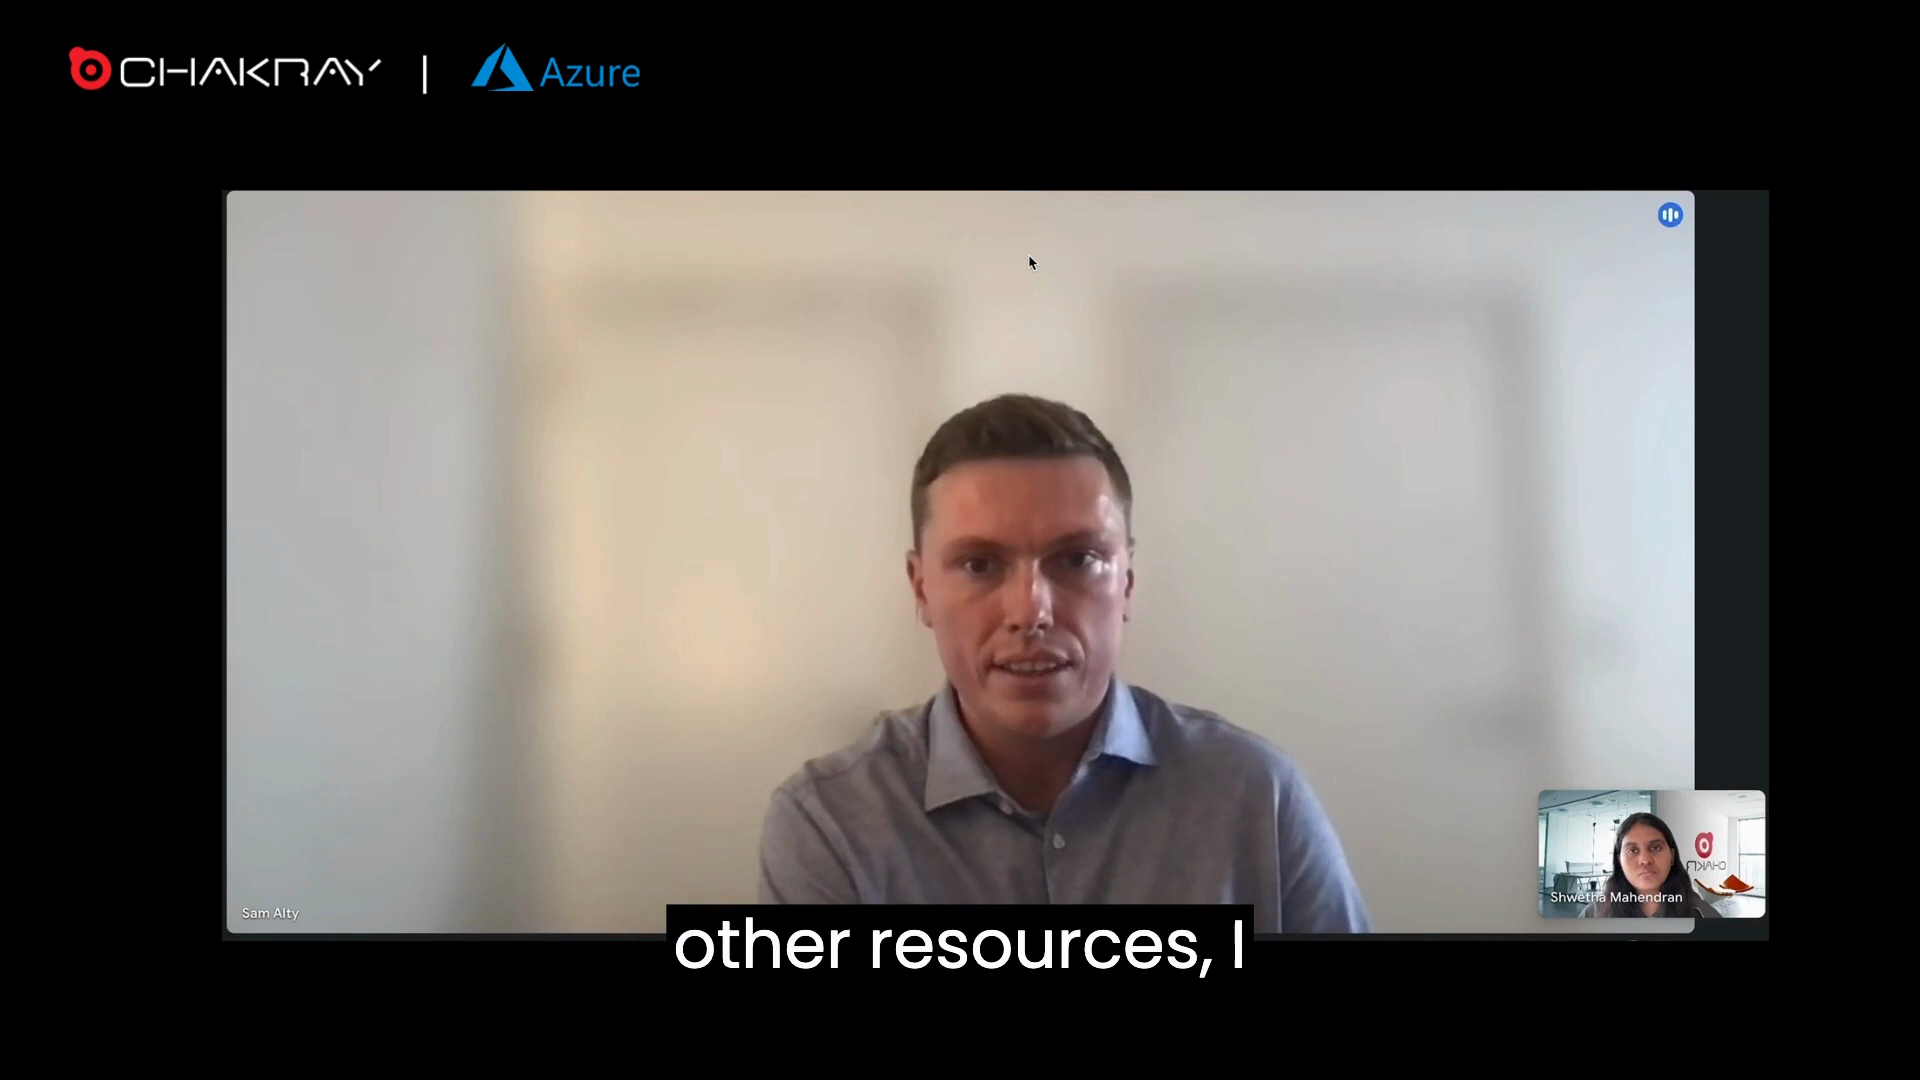 CHAKRAY | Azure
Sam Alty
Shwetha Mahendran
other resources, I